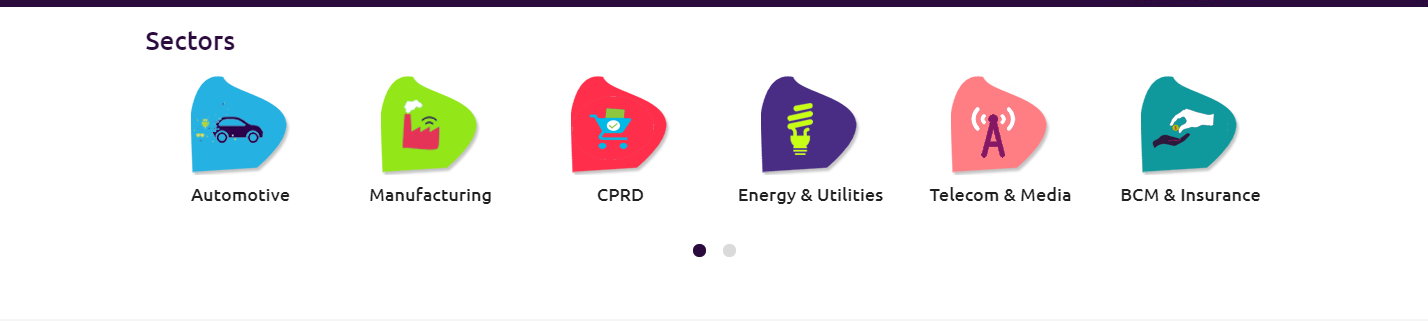 Sectors
Automotive
Manufacturing
CPRD
Energy & Utilities
Telecom & Media
BCM & Insurance